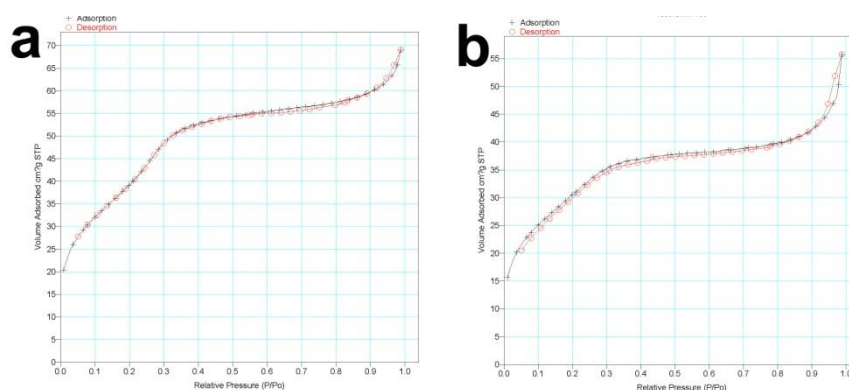 a
+ Adsorption
○ Desorption
Volume Adsorbed cm?g STP
70
65
60
55
50
45
40
35
30
25
20
15
10
5
0
0.0 0.1 0.2 0.3 0.4 0.5 0.6 0.7 0.8 0.9 1.0
Relative Pressure (P/Po)
b
+ Adsorption
○ Desorption
Volume Adsorbed cm?g STP
55
50
45
40
35
30
25
20
15
10
5
0
0.0 0.1 0.2 0.3 0.4 0.5 0.6 0.7 0.8 0.9 1.0
Relative Pressure (P/Po)